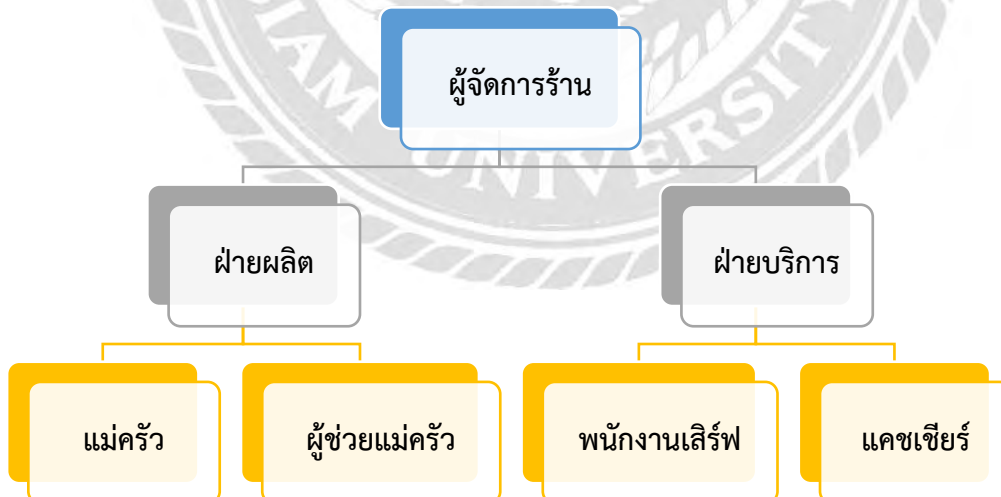 ผู้จัดการร้าน
ฝ่ายผลิต
ฝ่ายบริการ
แม่ครัว
ผู้ช่วยแม่ครัว
พนักงานเสิร์ฟ
แคชเชียร์
IAM UNIVERSITY